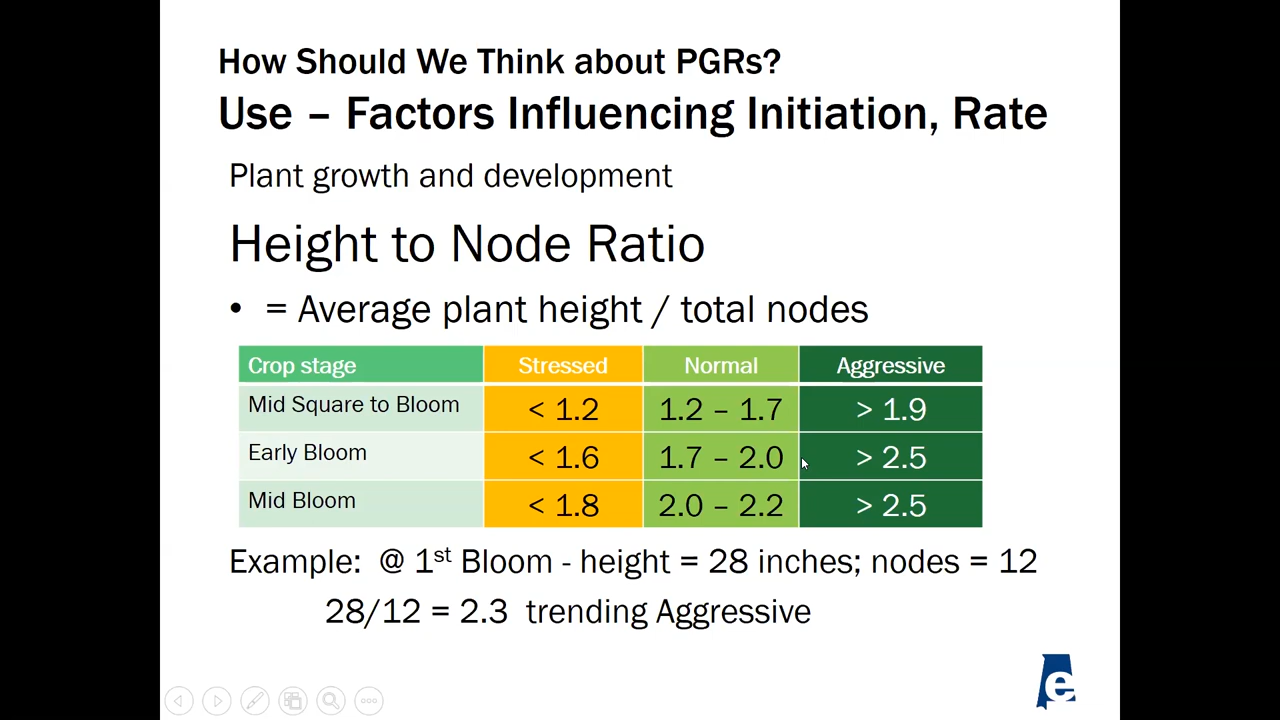 How Should We Think about PGRs?
Use – Factors Influencing Initiation, Rate
Plant growth and development
Height to Node Ratio
• = Average plant height / total nodes
Crop stage Stressed Normal Aggressive
Mid Square to Bloom < 1.2 1.2 – 1.7 > 1.9
Early Bloom < 1.6 1.7 – 2.0 > 2.5
Mid Bloom < 1.8 2.0 – 2.2 > 2.5
Example: @ 1st Bloom - height = 28 inches; nodes = 12
28/12 = 2.3 trending Aggressive
e